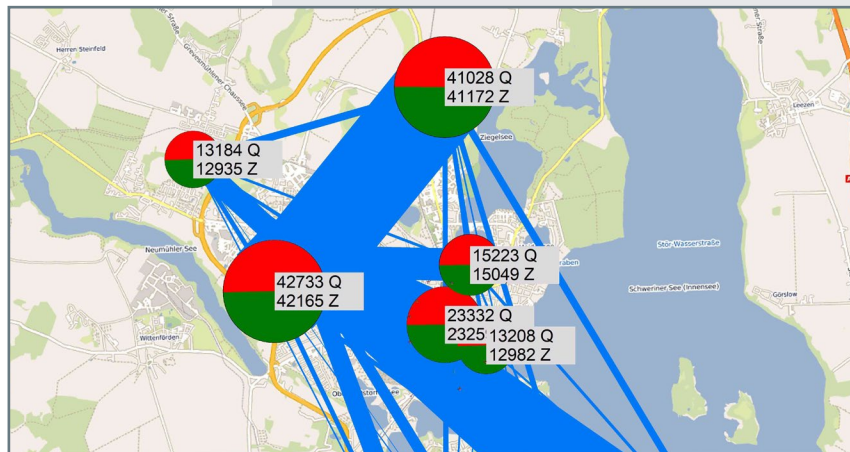 Herren Steinfeld
Grevesmühlener Chaussee
41028 Q
41172 Z
Leezen
Ziegelsee
13184 Q
12935 Z
Neumühler See
Stör-Wasserstraße
15223 Q
15049 Z
Schweriner See (Innensee)
Görslow
42733 Q
42165 Z
23332 Q
2325
13208 Q
12982 Z
Wittenförden